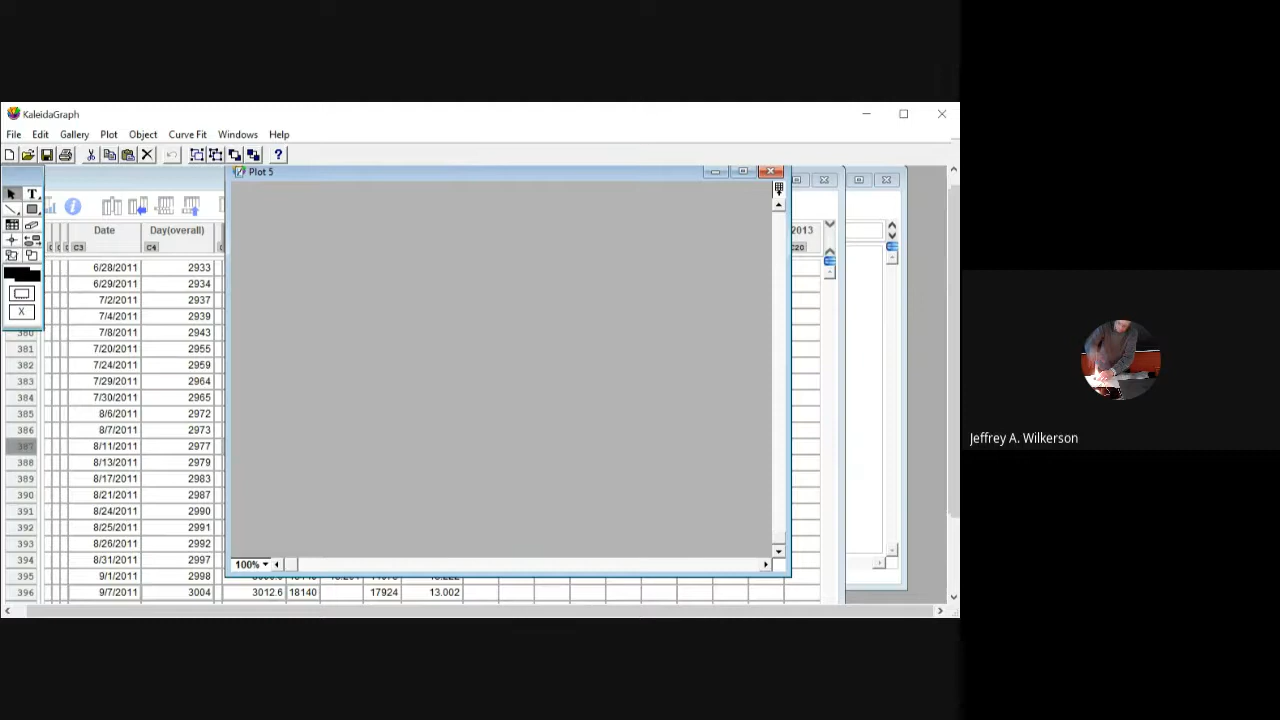 KaleidaGraph
File Edit Gallery Plot Object Curve Fit Windows Help
Plot 5
T
X
Date Day(overall) 2013
C3 C4 C20
6/28/2011 2933
6/29/2011 2934
7/2/2011 2937
7/4/2011 2939
380 7/8/2011 2943
381 7/20/2011 2955
382 7/24/2011 2959
383 7/29/2011 2964
384 7/30/2011 2965
385 8/6/2011 2972
386 8/7/2011 2973
387 8/11/2011 2977
388 8/13/2011 2979
389 8/17/2011 2983
390 8/21/2011 2987
391 8/24/2011 2990
392 8/25/2011 2991
393 8/26/2011 2992
394 8/31/2011 2997
100%
395 9/1/2011 2998
396 9/7/2011 3004 3012.6 18140 17924 13.002
Jeffrey A. Wilkerson